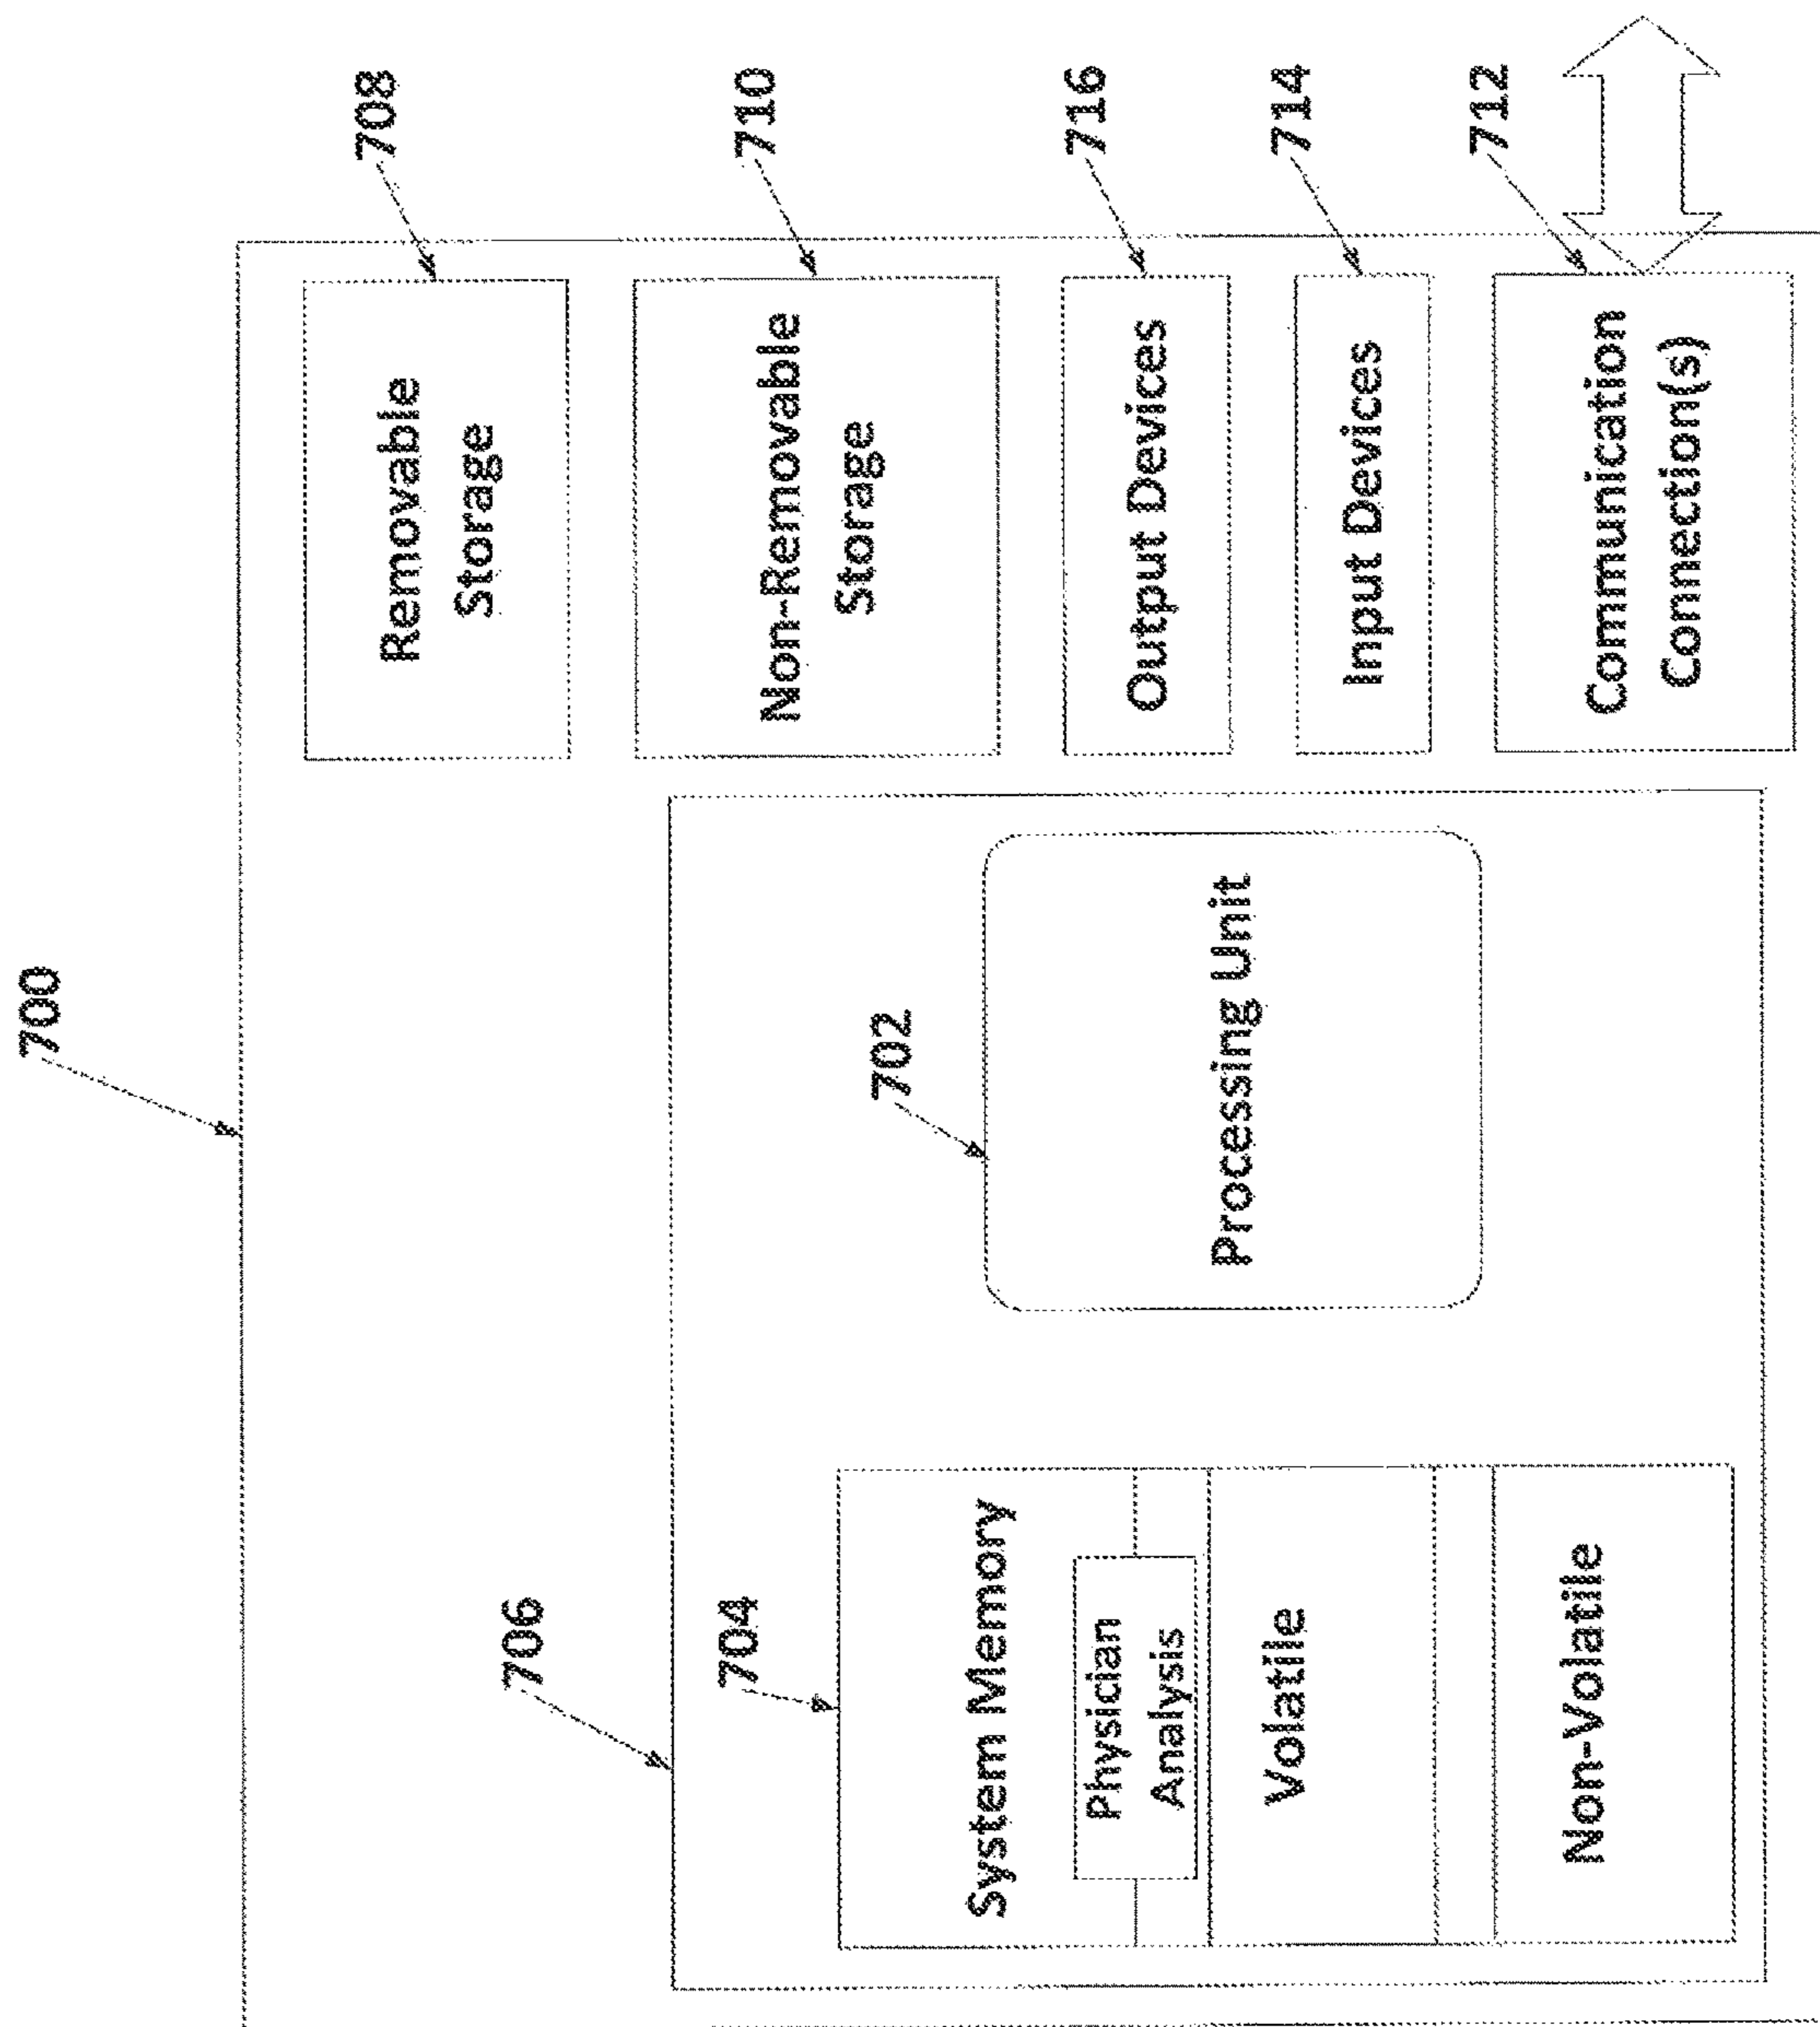 700
706
704
System Memory
Physician
Analysis
Volatile
Non-Volatile
702
Processing Unit
708
Removable
Storage
710
Non-Removable
Storage
716
Output Devices
714
Input Devices
712
Communication
Connection(s)